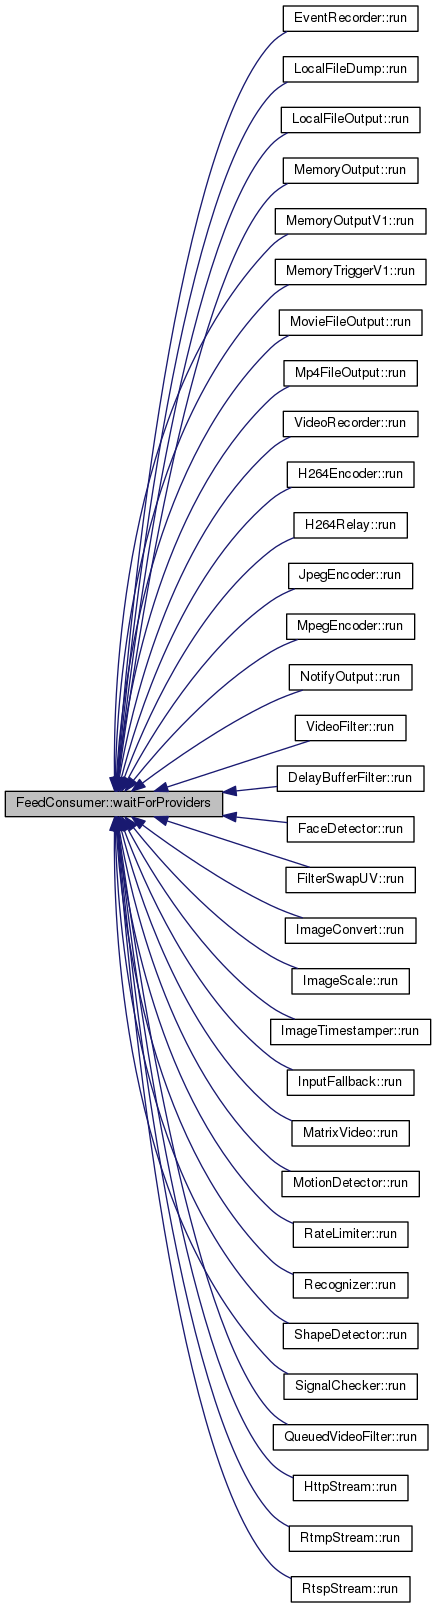 EventRecorder::run
LocalFileDump::run
LocalFileOutput::run
MemoryOutput::run
MemoryOutputV1::run
MemoryTriggerV1::run
MovieFileOutput::run
Mp4FileOutput::run
VideoRecorder::run
H264Encoder::run
H264Relay::run
JpegEncoder::run
MpegEncoder::run
NotifyOutput::run
VideoFilter::run
DelayBufferFilter::run
FeedConsumer::waitForProviders
FaceDetector::run
FilterSwapUV::run
ImageConvert::run
ImageScale::run
ImageTimestamper::run
InputFallback::run
MatrixVideo::run
MotionDetector::run
RateLimiter::run
Recognizer::run
ShapeDetector::run
SignalChecker::run
QueuedVideoFilter::run
HttpStream::run
RtmpStream::run
RtspStream::run